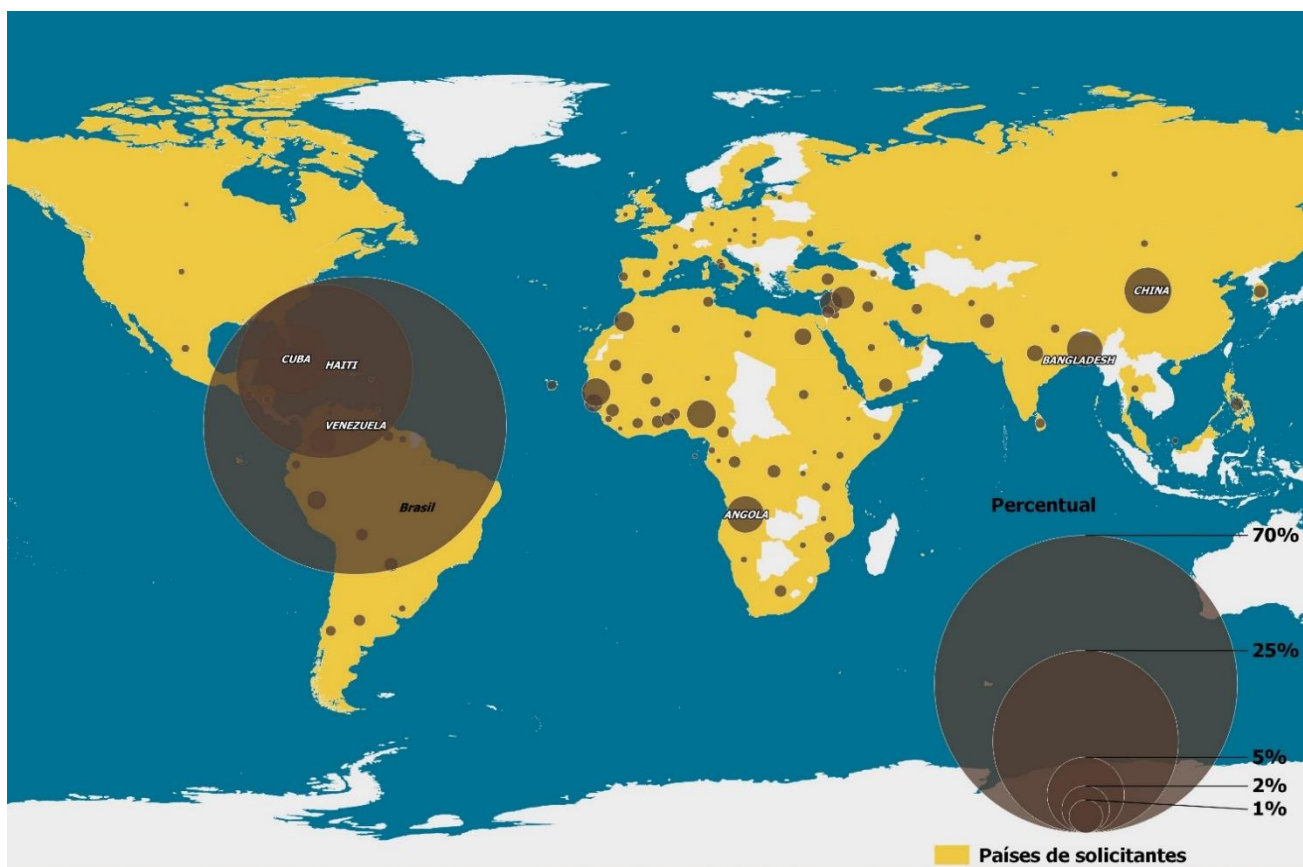 CUBA
HAITI
VENEZUELA
Brasil
CHINA
BANGLADESH
ANGOLA
Percentual
70%
25%
5%
2%
1%
Países de solicitantes